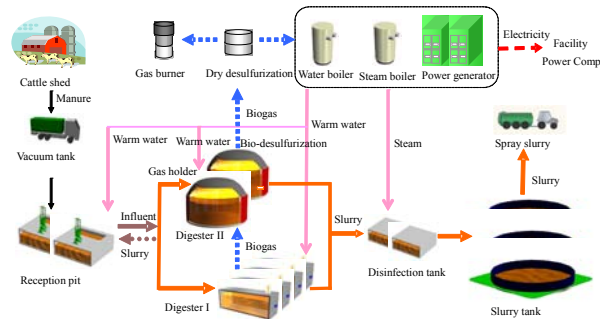 Electricity
Facility
Power Comp
Gas burner
Dry desulfurization
Water boiler
Steam boiler
Power generator
Cattle shed
Manure
Biogas
Warm water
Warm water
Warm water
Steam
Vacuum tank
Bio-desulfurization
Spray slurry
Gas holder
Slurry
Influent
Digester II
Slurry
Slurry
Biogas
Reception pit
Disinfection tank
Slurry
Digester I
Slurry tank